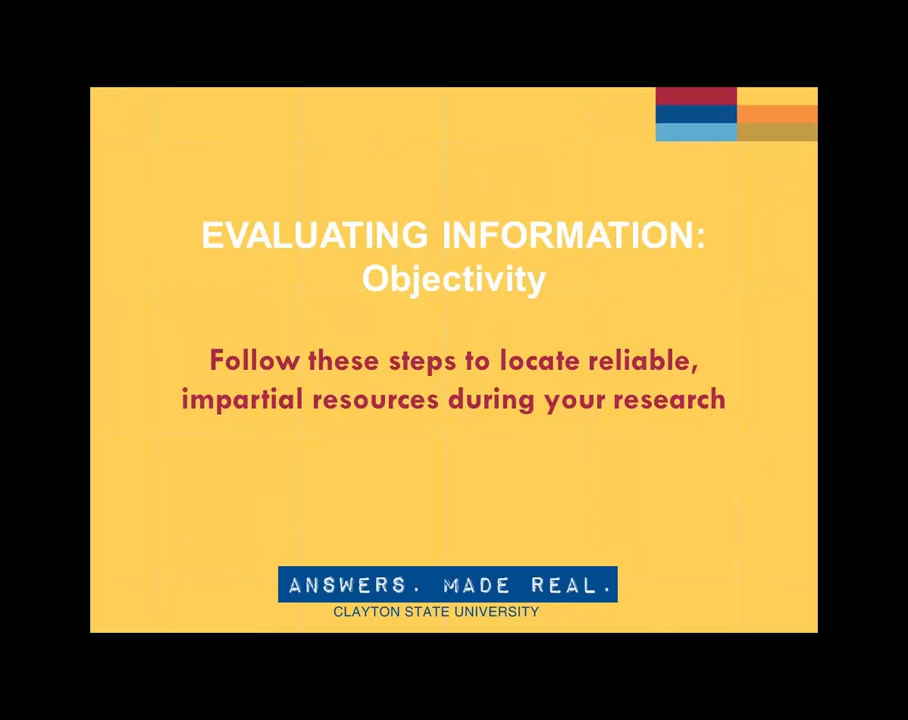 EVALUATING INFORMATION:
Objectivity
Follow these steps to locate reliable,
impartial resources during your research
ANSWERS. MADE REAL.
CLAYTON STATE UNIVERSITY